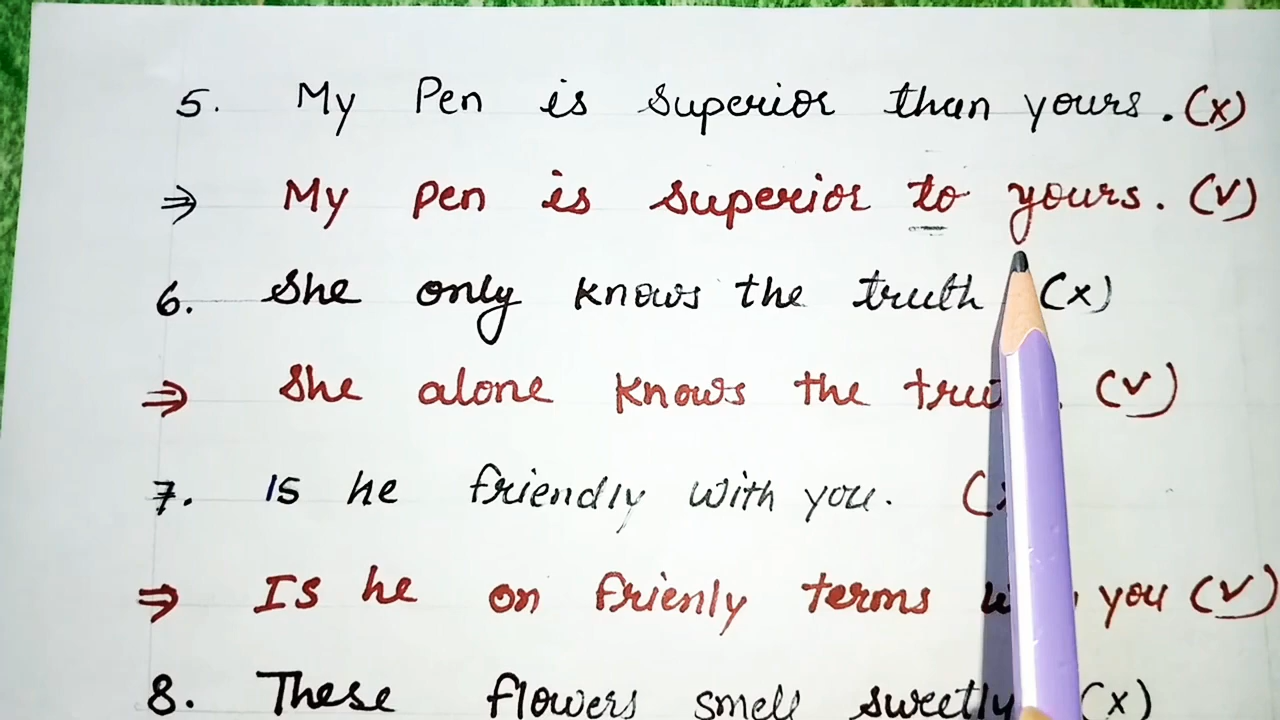 5. My Pen is superior than yours. (x)
⇒ My pen is superior to yours. (✓)
6. She only knows the truth (x)
⇒ She alone knows the . (✓)
7. Is he friendly with you. (
⇒ Is he on frienly terms you (✓)
8. These flowers smell sweetly (x)